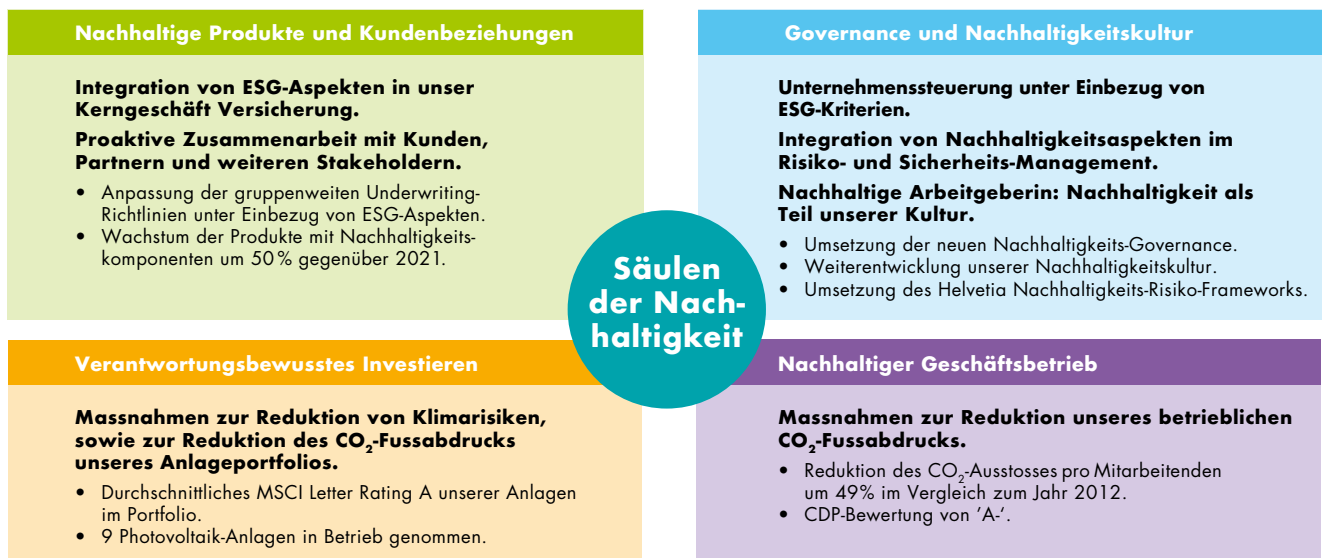 Nachhaltige Produkte und Kundenbeziehungen
Integration von ESG-Aspekten in unser
Kerngeschäft Versicherung.
Proaktive Zusammenarbeit mit Kunden,
Partnern und weiteren Stakeholdern.
• Anpassung der gruppenweiten Underwriting-
Richtlinien unter Einbezug von ESG-Aspekten.
• Wachstum der Produkte mit Nachhaltigkeits-
komponenten um 50% gegenüber 2021.
Governance und Nachhaltigkeitskultur
Unternehmenssteuerung unter Einbezug von
ESG-Kriterien.
Integration von Nachhaltigkeitsaspekten im
Risiko- und Sicherheits-Management.
Nachhaltige Arbeitgeberin: Nachhaltigkeit als
Teil unserer Kultur.
• Umsetzung der neuen Nachhaltigkeits-Governance.
• Weiterentwicklung unserer Nachhaltigkeitskultur.
• Umsetzung des Helvetia Nachhaltigkeits-Risiko-Frameworks.
Säulen
der Nach-
haltigkeit
Verantwortungsbewusstes Investieren
Massnahmen zur Reduktion von Klimarisiken,
sowie zur Reduktion des CO₂-Fussabdrucks
unseres Anlageportfolios.
• Durchschnittliches MSCI Letter Rating A unserer Anlagen
im Portfolio.
• 9 Photovoltaik-Anlagen in Betrieb genommen.
Nachhaltiger Geschäftsbetrieb
Massnahmen zur Reduktion unseres betrieblichen
CO₂-Fussabdrucks.
• Reduktion des CO₂-Ausstosses pro Mitarbeitenden
um 49% im Vergleich zum Jahr 2012.
• CDP-Bewertung von ’A-‘.